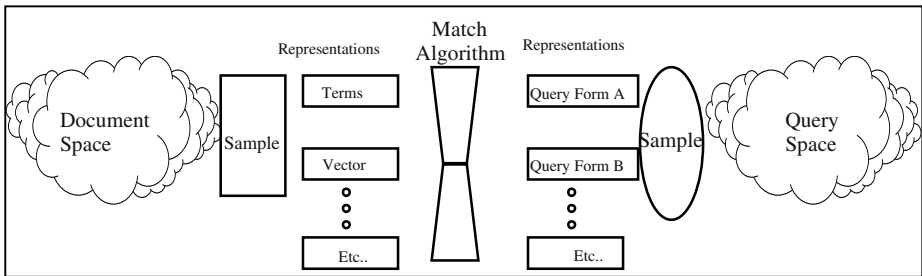 Document
Space
Sample
Representations
Terms
Vector
Etc..
Match
Algorithm
Representations
Query Form A
Query Form B
Etc..
Sample
Query
Space